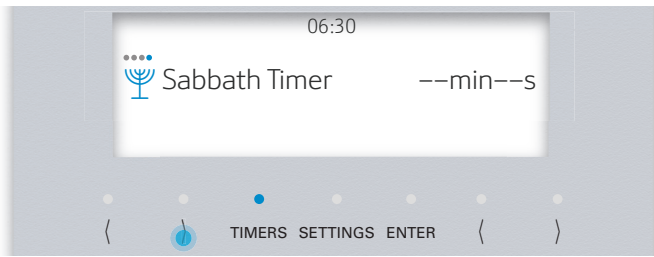 06:30
Sabbath Timer --min--s
⟨ ⟩ TIMERS SETTINGS ENTER ⟨ ⟩